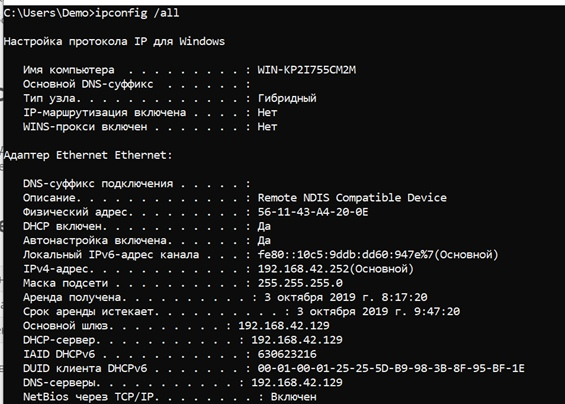 C:\Users\Demo>ipconfig /all
Настройка протокола IP для Windows
Имя компьютера . . . . . . . . . : WIN-KP2I755CM2M
Основной DNS-суффикс . . . . . . :
Тип узла. . . . . . . . . . . . . : Гибридный
IP-маршрутизация включена . . . . : Нет
WINS-прокси включен . . . . . . . : Нет
Адаптер Ethernet Ethernet:
DNS-суффикс подключения . . . . . :
Описание. . . . . . . . . . . . . : Remote NDIS Compatible Device
Физический адрес. . . . . . . . . : 56-11-43-A4-20-0E
DHCP включен. . . . . . . . . . . : Да
Автонастройка включена. . . . . . : Да
Локальный IPv6-адрес канала . . . : fe80::10c5:9ddb:dd60:947e%7(Основной)
IPv4-адрес. . . . . . . . . . . . : 192.168.42.252(Основной)
Маска подсети . . . . . . . . . . : 255.255.255.0
Аренда получена. . . . . . . . . . : 3 октября 2019 г. 8:17:20
Срок аренды истекает. . . . . . . . . . : 3 октября 2019 г. 9:47:20
Основной шлюз. . . . . . . . . : 192.168.42.129
DHCP-сервер. . . . . . . . . . . : 192.168.42.129
IAID DHCPv6 . . . . . . . . . . . : 630623216
DUID клиента DHCPv6 . . . . . . . : 00-01-00-01-25-25-5D-B9-98-3B-8F-95-BF-1E
DNS-серверы. . . . . . . . . . . : 192.168.42.129
NetBios через TCP/IP. . . . . . . . : Включен